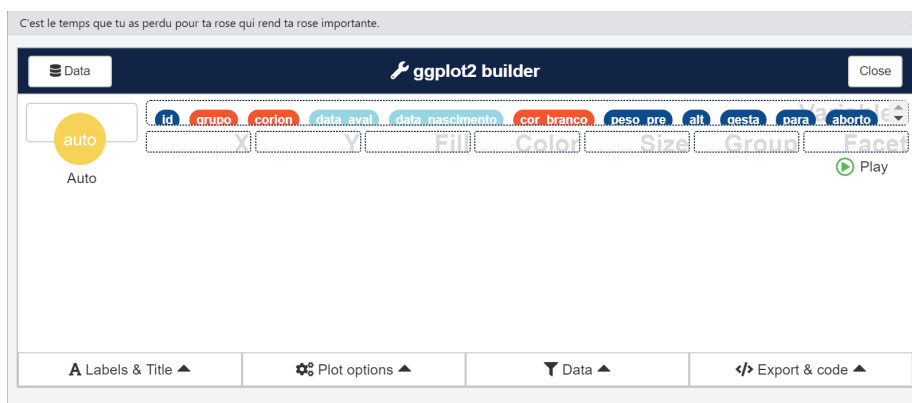 C'est le temps que tu as perdu pour ta rose qui rend ta rose importante.
Data ggplot2 builder Close
id grupo corion data_aval data_nascimento cor_branco peso_pre alt gesta para aborto Variables
auto X Y Fill Color Size Group Facet
Auto Play
A Labels & Title Plot options Data </> Export & code